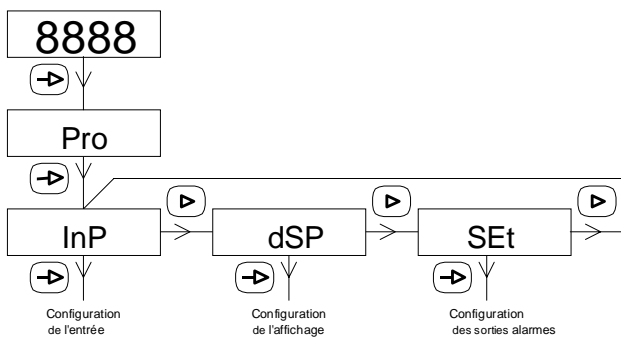 8888
Pro
InP
dSP
SEt
Configuration
de l'entrée
Configuration
de l'affichage
Configuration
des sorties alarmes